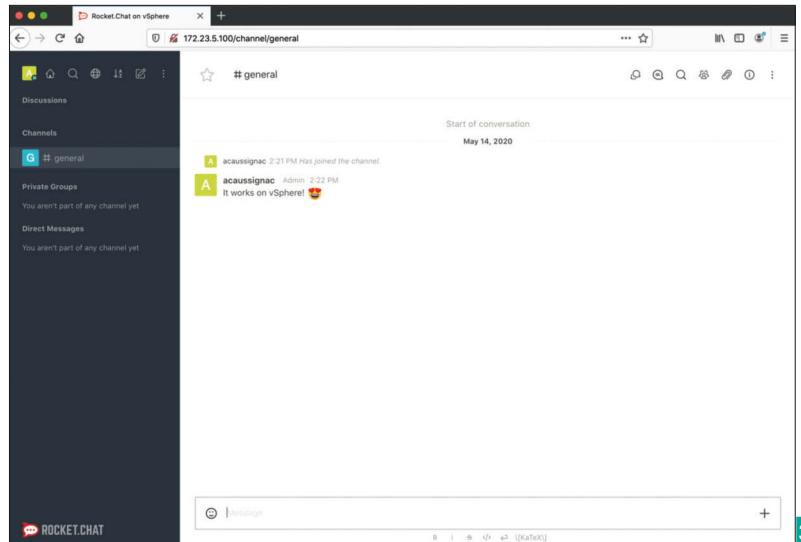 Rocket.Chat on vSphere
172.23.5.100/channel/general
A
# general
Discussions
Start of conversation
Channels
May 14, 2020
G # general
A acaussignac 2:21 PM Has joined the channel.
Private Groups
A acaussignac Admin 2:22 PM
It works on vSphere! 😍
You aren't part of any channel yet
Direct Messages
You aren't part of any channel yet
Message
ROCKET.CHAT
B i S </> \[KaTeX\]